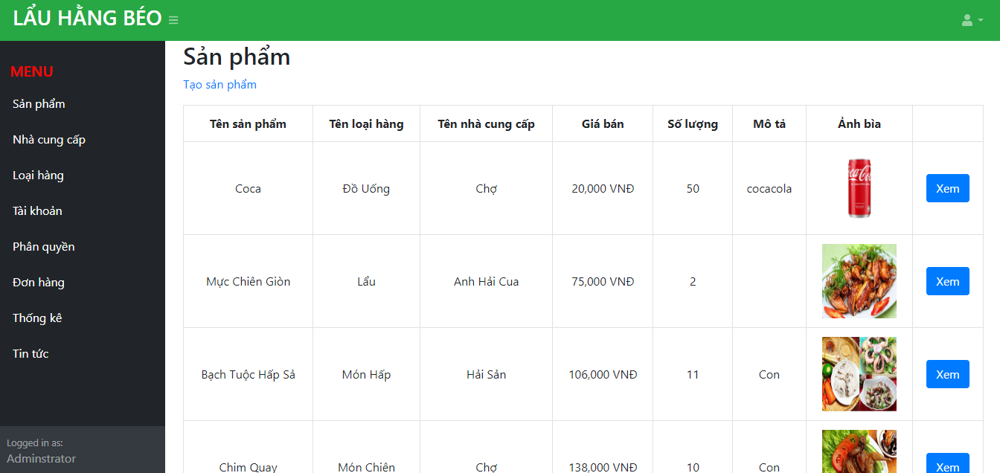 LẨU HẰNG BÉO
MENU
Sản phẩm
Nhà cung cấp
Loại hàng
Tài khoản
Phân quyền
Đơn hàng
Thống kê
Tin tức
Logged in as:
Adminstrator
Sản phẩm
Tạo sản phẩm
Tên sản phẩm Tên loại hàng Tên nhà cung cấp Giá bán Số lượng Mô tả Ảnh bìa
Coca Đồ Uống Chợ 20,000 VNĐ 50 cocacola Xem
Mực Chiên Giòn Lẩu Anh Hải Cua 75,000 VNĐ 2 Xem
Bạch Tuộc Hấp Sả Món Hấp Hải Sản 106,000 VNĐ 11 Con Xem
Chim Quay Món Chiên Chợ 138,000 VNĐ 10 Con Xem